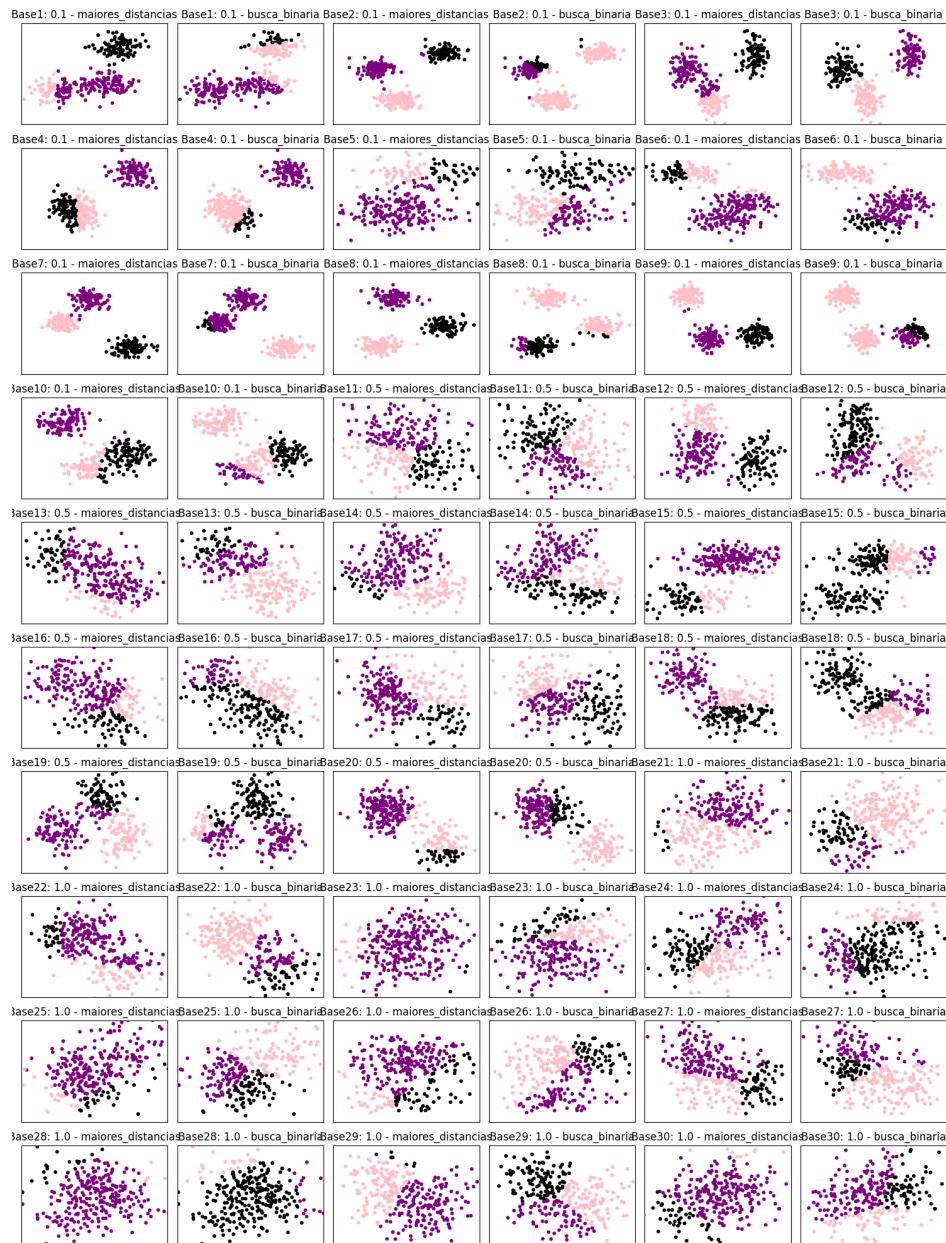 Base1: 0.1 - maiores_distancias Base1: 0.1 - busca_binaria Base2: 0.1 - maiores_distancias Base2: 0.1 - busca_binaria Base3: 0.1 - maiores_distancias Base3: 0.1 - busca_binaria
Base4: 0.1 - maiores_distancias Base4: 0.1 - busca_binaria Base5: 0.1 - maiores_distancias Base5: 0.1 - busca_binaria Base6: 0.1 - maiores_distancias Base6: 0.1 - busca_binaria
Base7: 0.1 - maiores_distancias Base7: 0.1 - busca_binaria Base8: 0.1 - maiores_distancias Base8: 0.1 - busca_binaria Base9: 0.1 - maiores_distancias Base9: 0.1 - busca_binaria
Base10: 0.1 - maiores_distancias Base10: 0.1 - busca_binaria Base11: 0.5 - maiores_distancias Base11: 0.5 - busca_binaria Base12: 0.5 - maiores_distancias Base12: 0.5 - busca_binaria
Base13: 0.5 - maiores_distancias Base13: 0.5 - busca_binaria Base14: 0.5 - maiores_distancias Base14: 0.5 - busca_binaria Base15: 0.5 - maiores_distancias Base15: 0.5 - busca_binaria
Base16: 0.5 - maiores_distancias Base16: 0.5 - busca_binaria Base17: 0.5 - maiores_distancias Base17: 0.5 - busca_binaria Base18: 0.5 - maiores_distancias Base18: 0.5 - busca_binaria
Base19: 0.5 - maiores_distancias Base19: 0.5 - busca_binaria Base20: 0.5 - maiores_distancias Base20: 0.5 - busca_binaria Base21: 1.0 - maiores_distancias Base21: 1.0 - busca_binaria
Base22: 1.0 - maiores_distancias Base22: 1.0 - busca_binaria Base23: 1.0 - maiores_distancias Base23: 1.0 - busca_binaria Base24: 1.0 - maiores_distancias Base24: 1.0 - busca_binaria
Base25: 1.0 - maiores_distancias Base25: 1.0 - busca_binaria Base26: 1.0 - maiores_distancias Base26: 1.0 - busca_binaria Base27: 1.0 - maiores_distancias Base27: 1.0 - busca_binaria
Base28: 1.0 - maiores_distancias Base28: 1.0 - busca_binaria Base29: 1.0 - maiores_distancias Base29: 1.0 - busca_binaria Base30: 1.0 - maiores_distancias Base30: 1.0 - busca_binaria